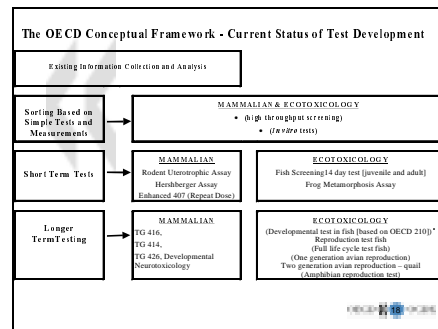 The OECD Conceptual Framework - Current Status of Test Development
Existing Information Collection and Analysis
Sorting Based on
Simple Tests and
Measurements
MAMMALIAN & ECOTOXICOLOGY
• (high throughput screening)
• (In vitro tests)
Short Term Tests
MAMMALIAN
Rodent Uterotrophic Assay
Hershberger Assay
Enhanced 407 (Repeat Dose)
ECOTOXICOLOGY
Fish Screening14 day test [juvenile and adult]
Frog Metamorphosis Assay
Longer
TermTesting
MAMMALIAN
TG 416,
TG 414,
TG 426, Developmental
Neurotoxicology
ECOTOXICOLOGY
(Developmental test in fish [based on OECD 210])*
Reproduction test fish
(Full life cycle test fish)
(One generation avian reproduction)
Two generation avian reproduction – quail
(Amphibian reproduction test)
18